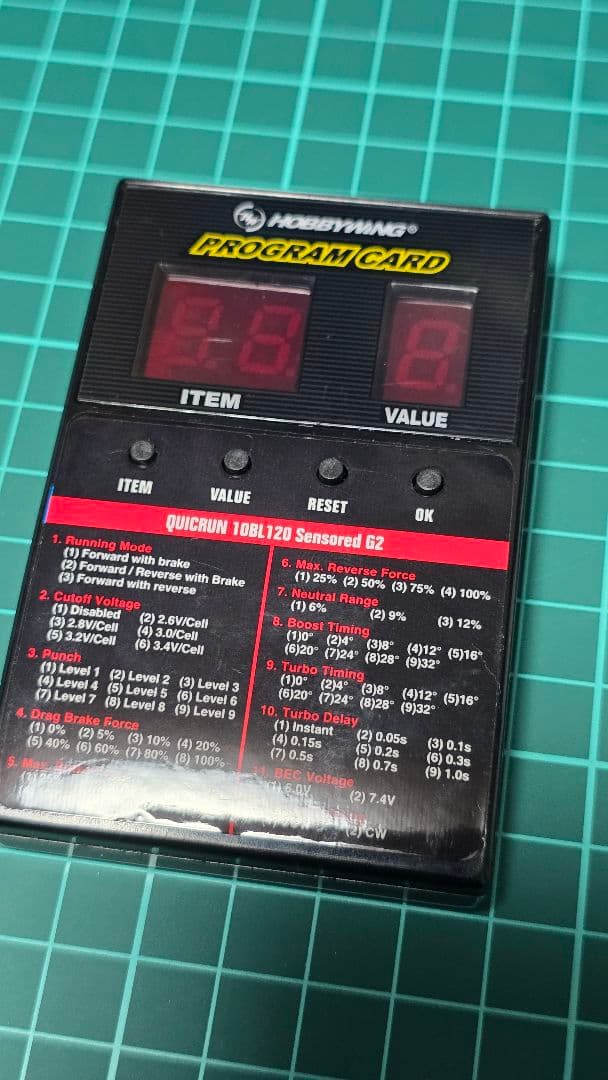 HOBBYWING®
PROGRAM CARD
ITEM
VALUE
ITEM
VALUE
RESET
OK
QUICRUN 10BL120 Sensored G2
1. Running Mode
(1) Forward with brake
(2) Forward / Reverse with Brake
(3) Forward with reverse
2. Cutoff Voltage
(1) Disabled (2) 2.6V/Cell
(3) 2.8V/Cell (4) 3.0/Cell
(5) 3.2V/Cell (6) 3.4V/Cell
3. Punch
(1) Level 1 (2) Level 2 (3) Level 3
(4) Level 4 (5) Level 5 (6) Level 6
(7) Level 7 (8) Level 8 (9) Level 9
4. Drag Brake Force
(1) 0% (2) 5% (3) 10% (4) 20%
(5) 40% (6) 60% (7) 80% (8) 100%
5. Max.
6. Max. Reverse Force
(1) 25% (2) 50% (3) 75% (4) 100%
7. Neutral Range
(1) 6% (2) 9% (3) 12%
8. Boost Timing
(1)0° (2)4° (3)8° (4)12° (5)16°
(6)20° (7)24° (8)28° (9)32°
9. Turbo Timing
(1)0° (2)4° (3)8° (4)12° (5)16°
(6)20° (7)24° (8)28° (9)32°
10. Turbo Delay
(1) Instant (2) 0.05s (3) 0.1s
(4) 0.15s (5) 0.2s (6) 0.3s
(7) 0.5s (8) 0.7s (9) 1.0s
11. BEC Voltage
(1) 6.0V (2) 7.4V
(2) CW